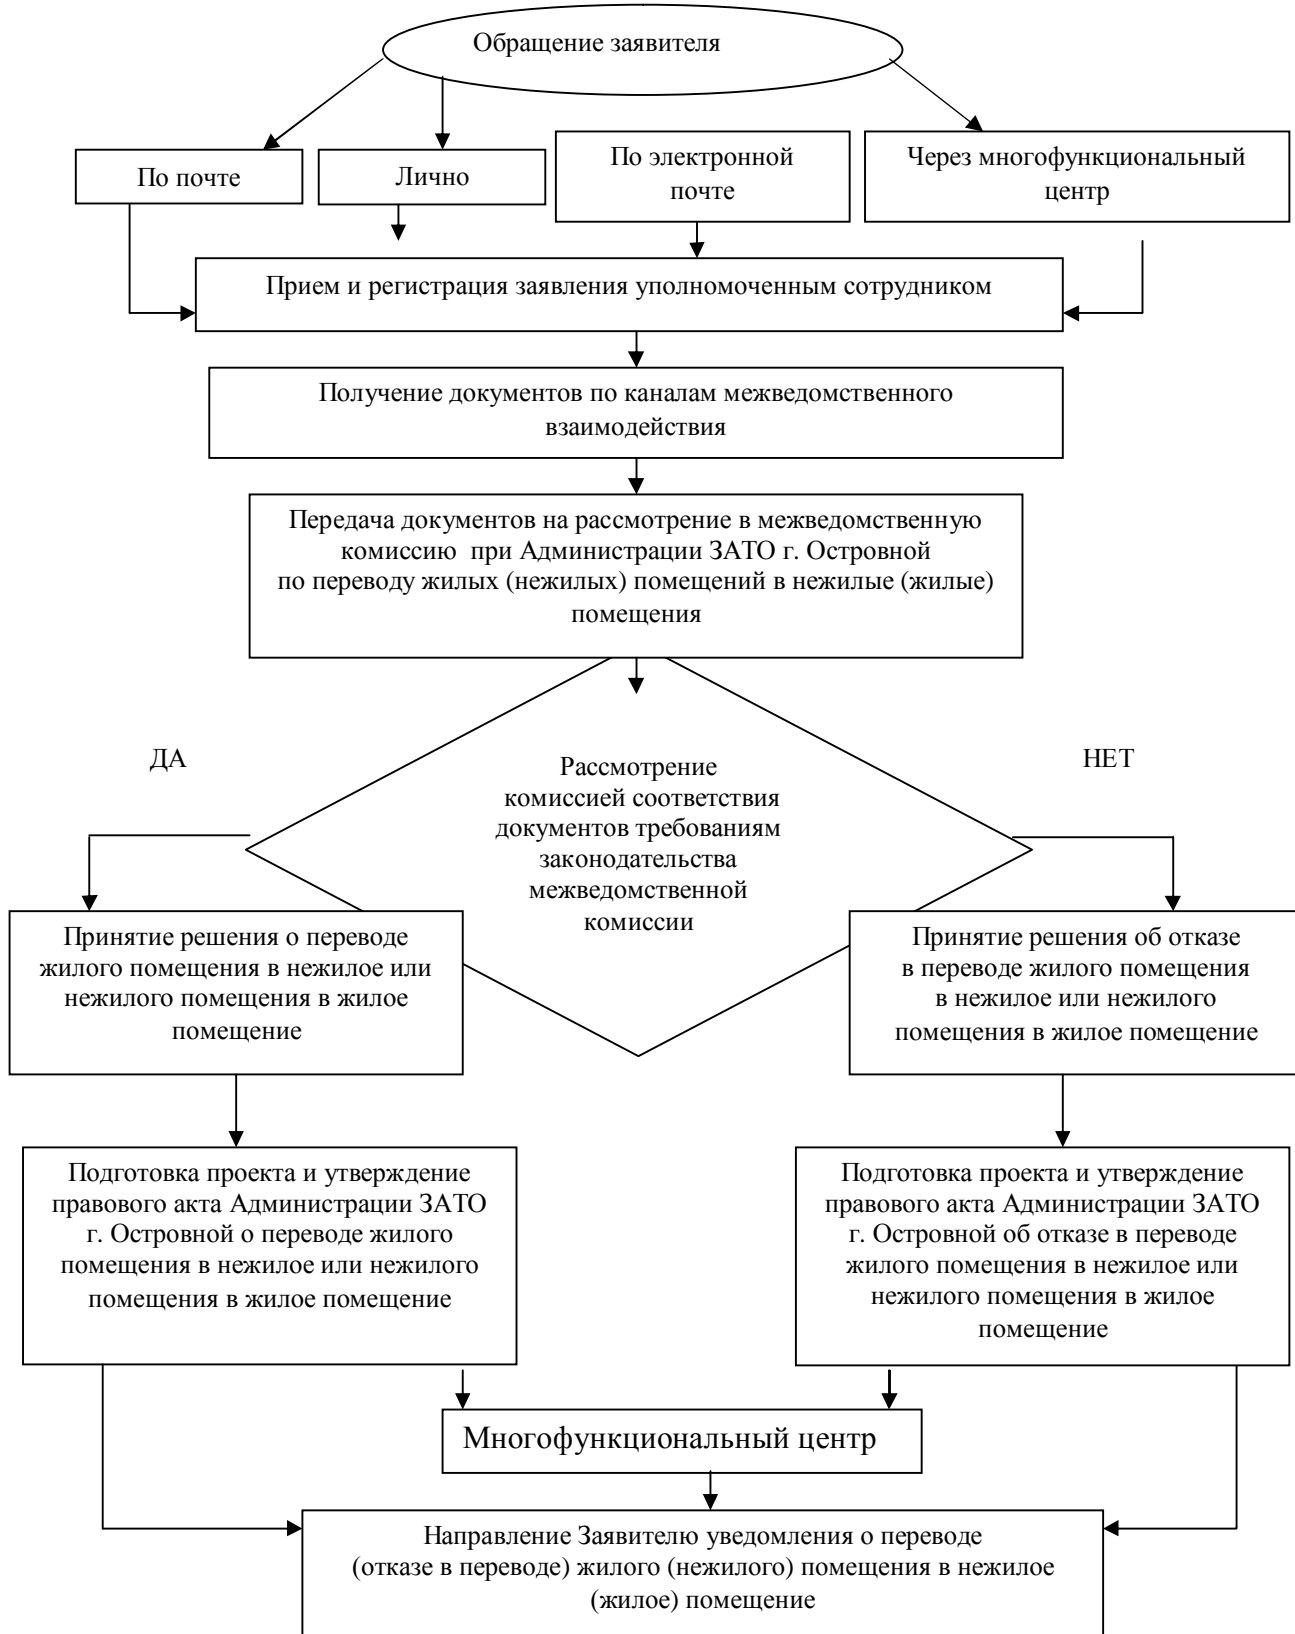 Обращение заявителя
По почте
Лично
По электронной
почте
Через многофункциональный
центр
Прием и регистрация заявления уполномоченным сотрудником
Получение документов по каналам межведомственного
взаимодействия
Передача документов на рассмотрение в межведомственную
комиссию при Администрации ЗАТО г. Островной
по переводу жилых (нежилых) помещений в нежилые (жилые)
помещения
ДА
НЕТ
Рассмотрение
комиссией соответствия
документов требованиям
законодательства
межведомственной
комиссии
Принятие решения о переводе
жилого помещения в нежилое или
нежилого помещения в жилое
помещение
Принятие решения об отказе
в переводе жилого помещения
в нежилое или нежилого
помещения в жилое помещение
Подготовка проекта и утверждение
правового акта Администрации ЗАТО
г. Островной о переводе жилого
помещения в нежилое или нежилого
помещения в жилое помещение
Подготовка проекта и утверждение
правового акта Администрации ЗАТО
г. Островной об отказе в переводе
жилого помещения в нежилое или
нежилого помещения в жилое
помещение
Многофункциональный центр
Направление Заявителю уведомления о переводе
(отказе в переводе) жилого (нежилого) помещения в нежилое
(жилое) помещение